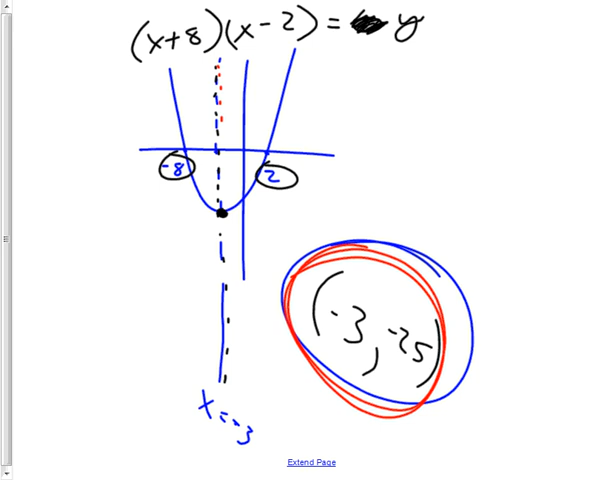 (x+8)(x-2) = y
-8
2
(-3, -25)
x=-3
Extend Page